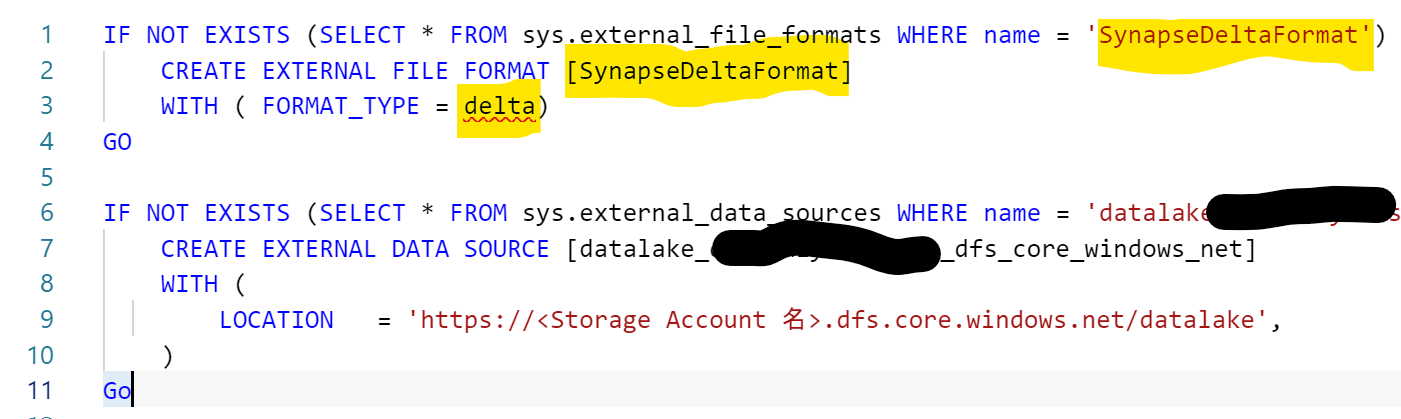 1 IF NOT EXISTS (SELECT * FROM sys.external_file_formats WHERE name = 'SynapseDeltaFormat')
2 CREATE EXTERNAL FILE FORMAT [SynapseDeltaFormat]
3 WITH ( FORMAT_TYPE = delta)
4 GO
5
6 IF NOT EXISTS (SELECT * FROM sys.external_data_sources WHERE name = 'datalake
7 CREATE EXTERNAL DATA SOURCE [datalake_ _dfs_core_windows_net]
8 WITH (
9 LOCATION = 'https://<Storage Account 名>.dfs.core.windows.net/datalake',
10 )
11 Go